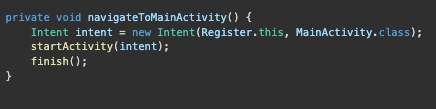 private void navigateToMainActivity() {
    Intent intent = new Intent(Register.this, MainActivity.class);
    startActivity(intent);
    finish();
}